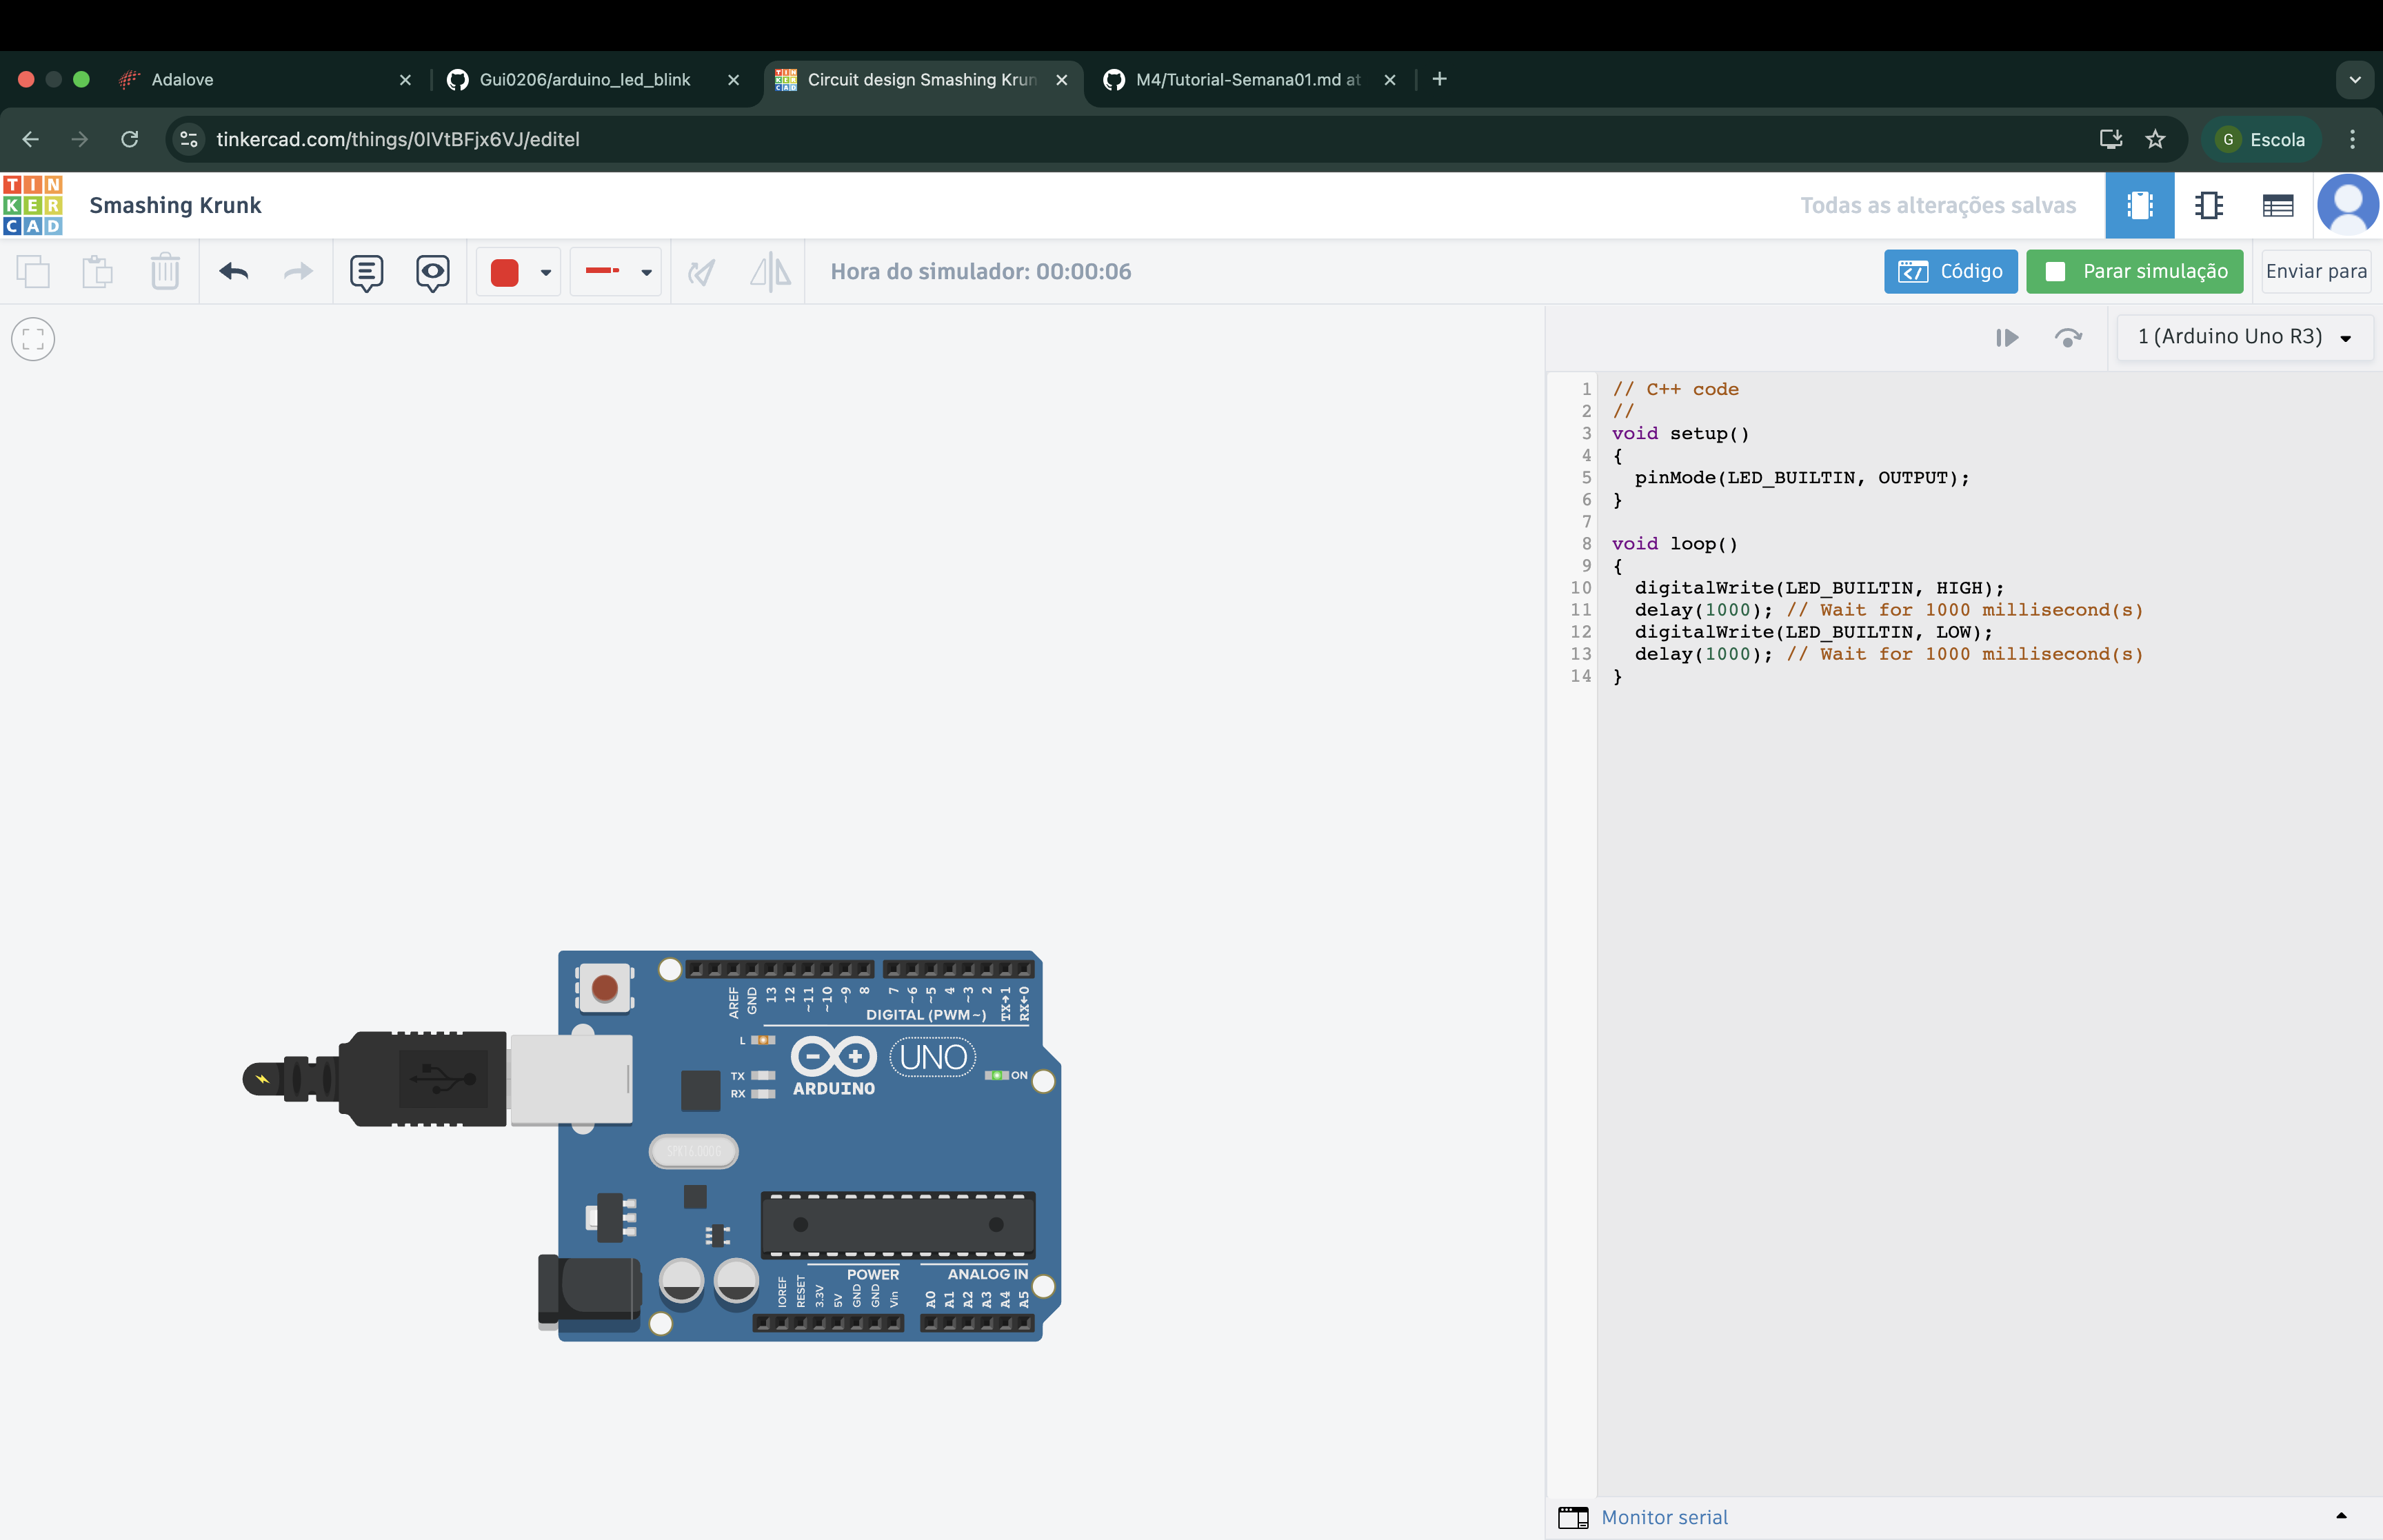 Adalove
Gui0206/arduino_led_blink
Circuit design Smashing Krun
M4/Tutorial-Semana01.md at
tinkercad.com/things/0IVtBFjx6VJ/editel
G Escola
TIN
KER
CAD
Smashing Krunk
Todas as alterações salvas
Hora do simulador: 00:00:06
Código
Parar simulação
Enviar para
1 (Arduino Uno R3)
1 // C++ code
2 //
3 void setup()
4 {
5 pinMode(LED_BUILTIN, OUTPUT);
6 }
7
8 void loop()
9 {
10 digitalWrite(LED_BUILTIN, HIGH);
11 delay(1000); // Wait for 1000 millisecond(s)
12 digitalWrite(LED_BUILTIN, LOW);
13 delay(1000); // Wait for 1000 millisecond(s)
14 }
AREF GND 13 12 ~11 ~10 ~9 8 7 ~6 ~5 4 ~3 2 TX→1 RX←0
DIGITAL (PWM ~)
L
UNO
TX
ON
ARDUINO
RX
SPK16.000G
POWER
ANALOG IN
IOREF RESET 3.3V 5V GND GND Vin A0 A1 A2 A3 A4 A5
Monitor serial